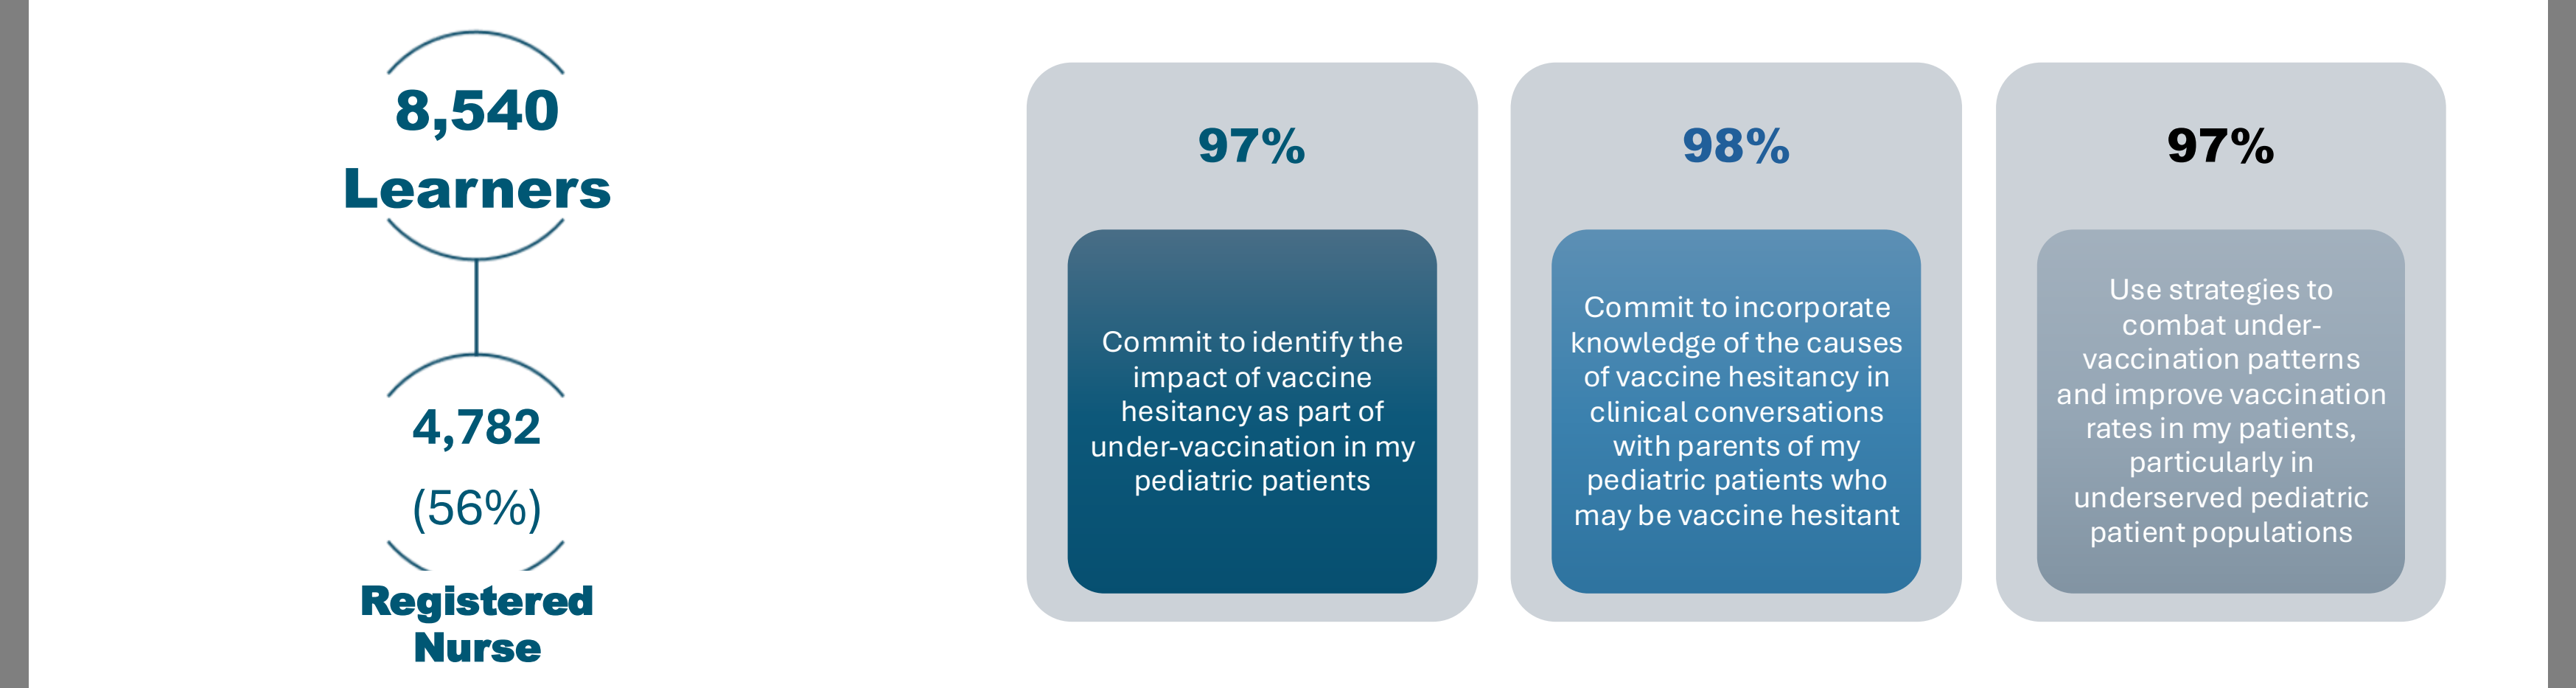 8,540
Learners
4,782
(56%)
Registered
Nurse
97%
Commit to identify the
impact of vaccine
hesitancy as part of
under-vaccination in my
pediatric patients
98%
Commit to incorporate
knowledge of the causes
of vaccine hesitancy in
clinical conversations
with parents of my
pediatric patients who
may be vaccine hesitant
97%
Use strategies to
combat under-
vaccination patterns
and improve vaccination
rates in my patients,
particularly in
underserved pediatric
patient populations